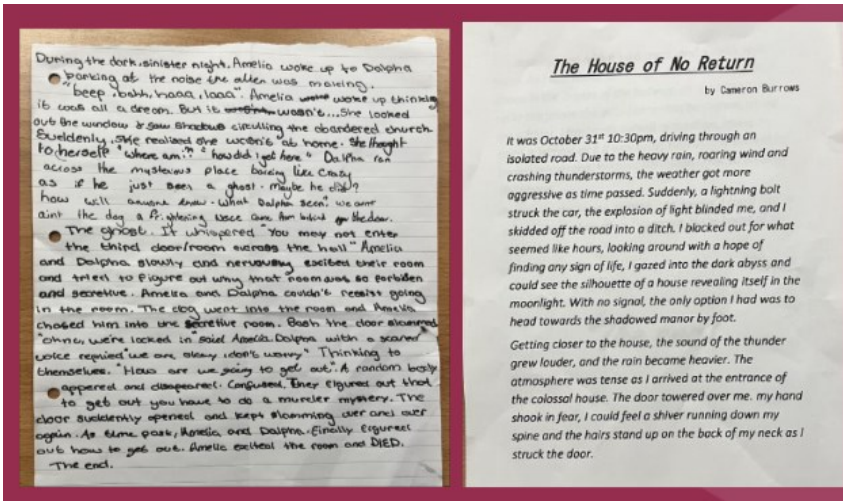 During the dark, sinister night. Amelia woke up to Dalpha
barking at the noise the alien was making.
"beep, bahh, haaa, laaa". Amelia woke up thinking
it was all a dream. But it wasn't... She looked
out the window & saw shadows circulling the abandered church
Sueldenly, she realised she wcrsn't at home. She thought
to herself "where am i?" "how did i get here" Dalpha ran
across the mysterious place barking like crazy
as if he just seen a ghost. maybe he did?
how will anyone know. what Dalpha seen? we
aint the dog a frightening voice behind the door.
The ghost. It whispered "You may not enter
the third door/room across the hall" Amelia
and Dalpha slowly and nervously excited their room
and tried to figure out why that room was so forbiden
and secretive. Amelia and Dalpha couldn't resist going
in the room. The dog went into the room and Amelia
chased him into the secretive room. Bash the door slammed
"ohno, we're locked in" said Amelia. Dalpha with a scared
voice repnied "we are okay don't worry" Thinking to
themselves. "How are we going to get out". A random body
appered and disapearel. Confused, they figured out that
to get out you have to do a murder mystery. The
door suddently opened and kept slamming over and over
again. As time past, Amelia and Dalpha. Finally figured
out how to get out. Amelia excited the room and DIED.
The end.
The House of No Return
by Cameron Burrows
It was October 31st 10:30pm, driving through an
isolated road. Due to the heavy rain, roaring wind and
crashing thunderstorms, the weather got more
aggressive as time passed. Suddenly, a lightning bolt
struck the car, the explosion of light blinded me, and I
skidded off the road into a ditch. I blacked out for what
seemed like hours, looking around with a hope of
finding any sign of life, I gazed into the dark abyss and
could see the silhouette of a house revealing itself in the
moonlight. With no signal, the only option I had was to
head towards the shadowed manor by foot.
Getting closer to the house, the sound of the thunder
grew louder, and the rain became heavier. The
atmosphere was tense as I arrived at the entrance of
the colossal house. The door towered over me. my hand
shook in fear, I could feel a shiver running down my
spine and the hairs stand up on the back of my neck as I
struck the door.